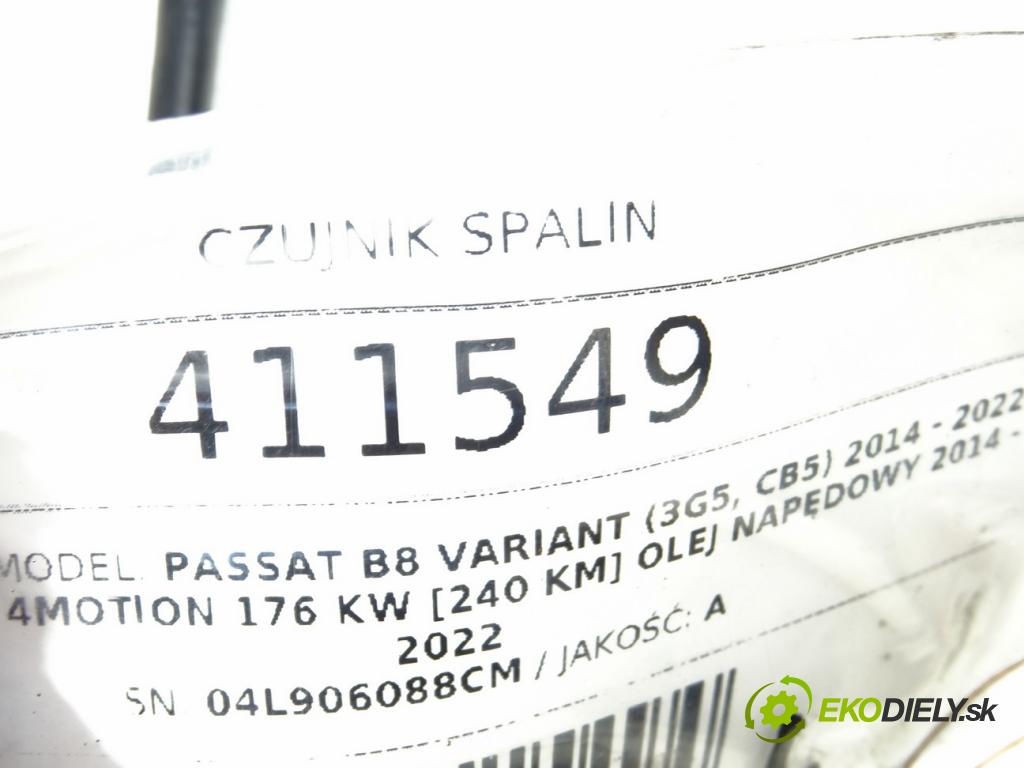 CZUJNIK SPALIN
411549
MODEL: PASSAT B8 VARIANT (3G5, CB5) 2014 - 2022
4MOTION 176 KW [240 KM] OLEJ NAPĘDOWY 2014 -
2022
SN 04L906088CM / JAKOŚĆ: A
EKODIELY.sk